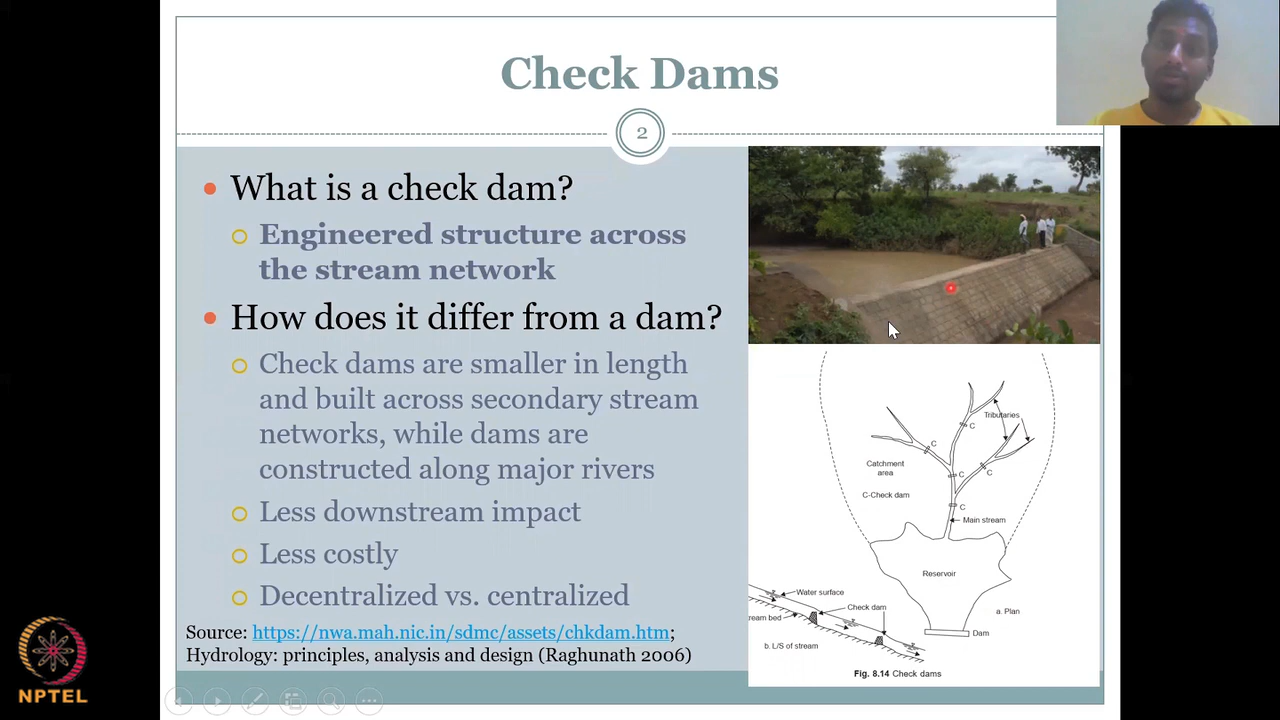 Check Dams
2
What is a check dam?
Engineered structure across
the stream network
How does it differ from a dam?
Check dams are smaller in length
and built across secondary stream
networks, while dams are
constructed along major rivers
Less downstream impact
Less costly
Decentralized vs. centralized
Source: https://nwa.mah.nic.in/sdmc/assets/chkdam.htm;
Hydrology: principles, analysis and design (Raghunath 2006)
Tributaries
C
C
C
Catchment
area
C
C-Check dam
C
Main stream
Reservoir
Water surface
Check dam
a. Plan
ream bed
Dam
b. L/S of stream
Fig. 8.14 Check dams
NPTEL